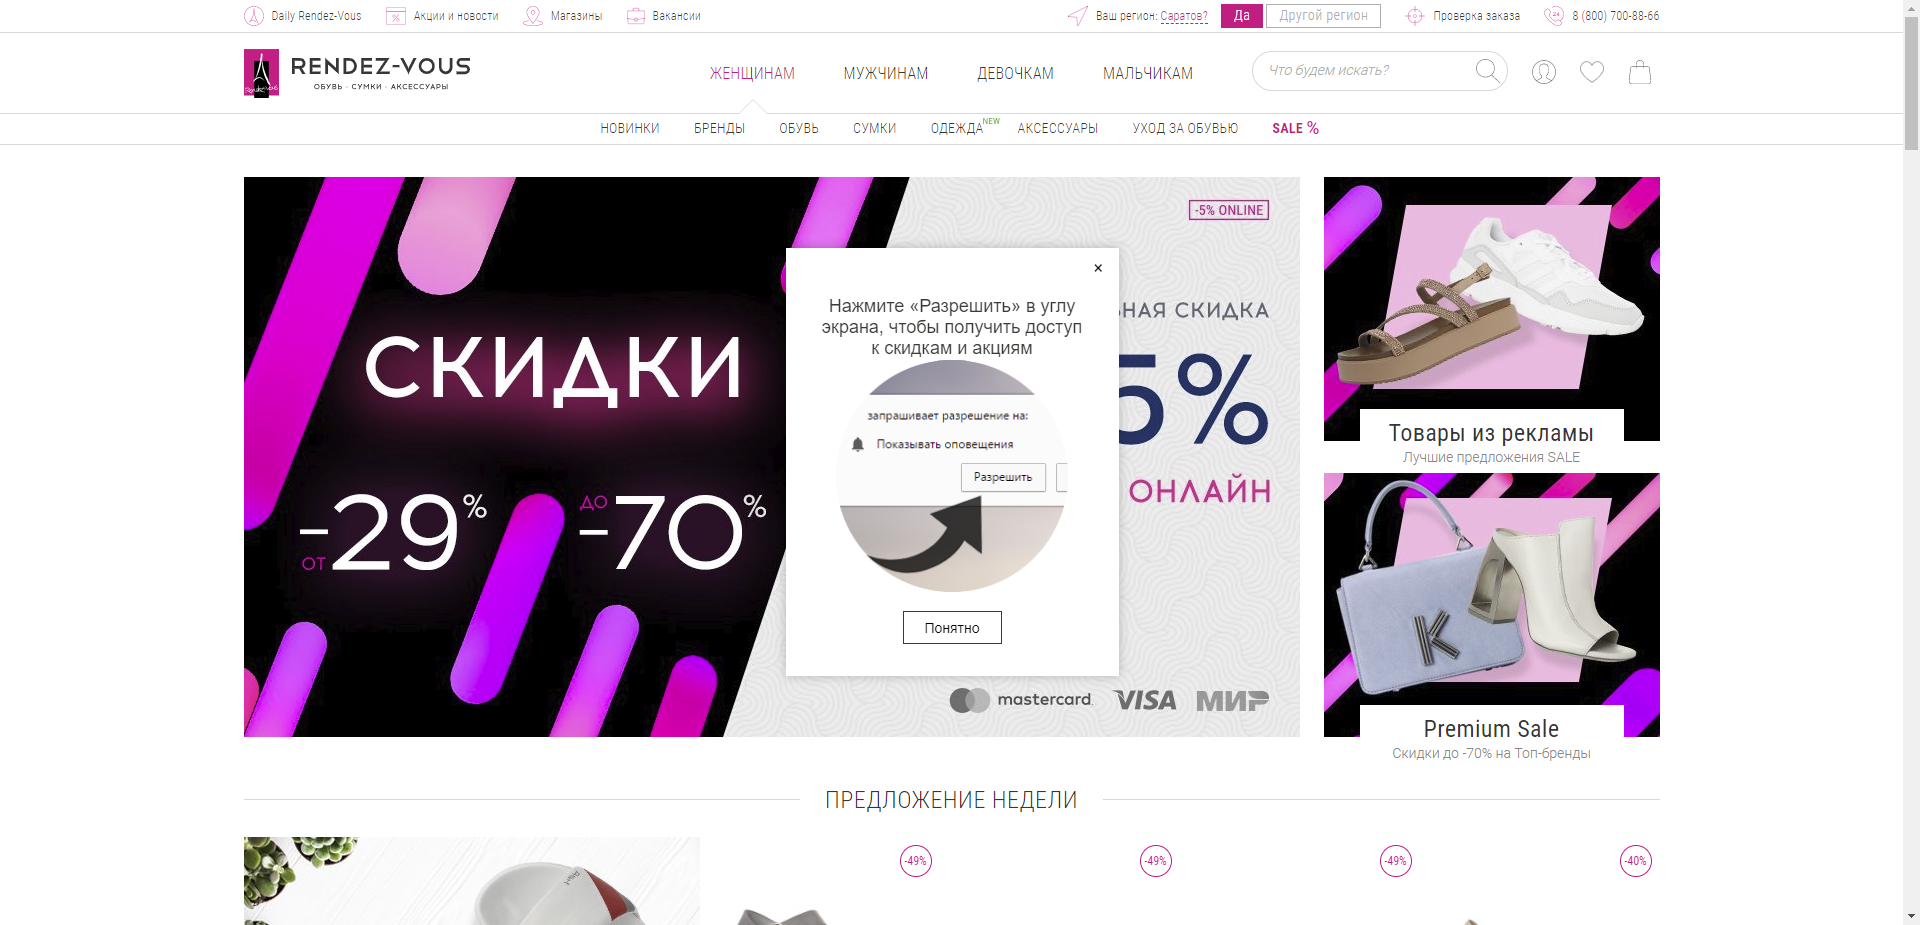 Daily Rendez-Vous
Акции и новости
Магазины
Вакансии
Ваш регион: Саратов?
Да
Другой регион
Проверка заказа
8 (800) 700-88-66
RENDEZ-VOUS
ОБУВЬ · СУМКИ · АКСЕССУАРЫ
ЖЕНЩИНАМ
МУЖЧИНАМ
ДЕВОЧКАМ
МАЛЬЧИКАМ
Что будем искать?
НОВИНКИ
БРЕНДЫ
ОБУВЬ
СУМКИ
ОДЕЖДА NEW
АКСЕССУАРЫ
УХОД ЗА ОБУВЬЮ
SALE %
СКИДКИ
ОТ -29%
ДО -70%
-5% ONLINE
НАЯ СКИДКА
5%
ОНЛАЙН
mastercard.
VISA
МИР
×
Нажмите «Разрешить» в углу
экрана, чтобы получить доступ
к скидкам и акциям
запрашивает разрешение на:
Показывать оповещения
Разрешить
Понятно
Товары из рекламы
Лучшие предложения SALE
K
Premium Sale
Скидки до -70% на Топ-бренды
ПРЕДЛОЖЕНИЕ НЕДЕЛИ
-49%
-49%
-49%
-40%